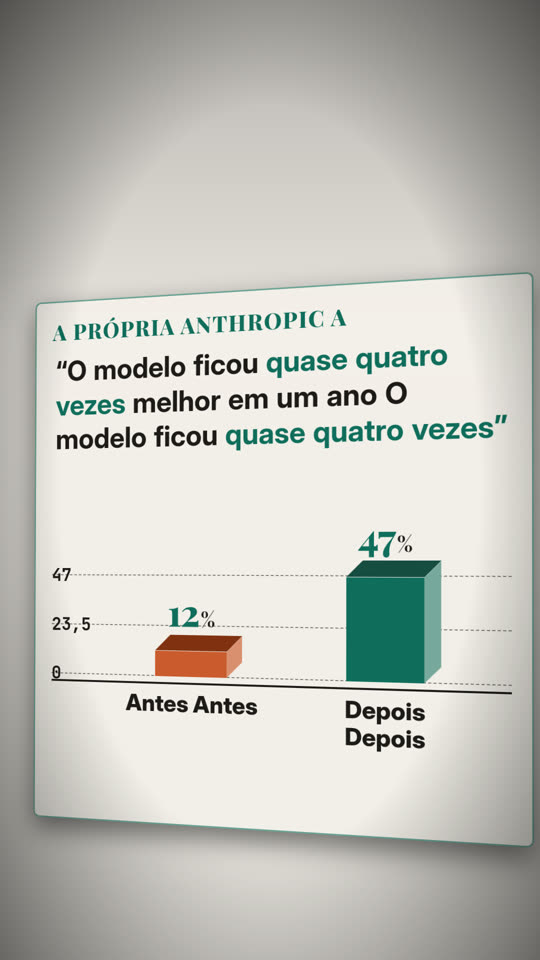 A PRÓPRIA ANTHROPIC A
“O modelo ficou quase quatro
vezes melhor em um ano O
modelo ficou quase quatro vezes”
47%
47
12%
23,5
0
Antes Antes
Depois
Depois